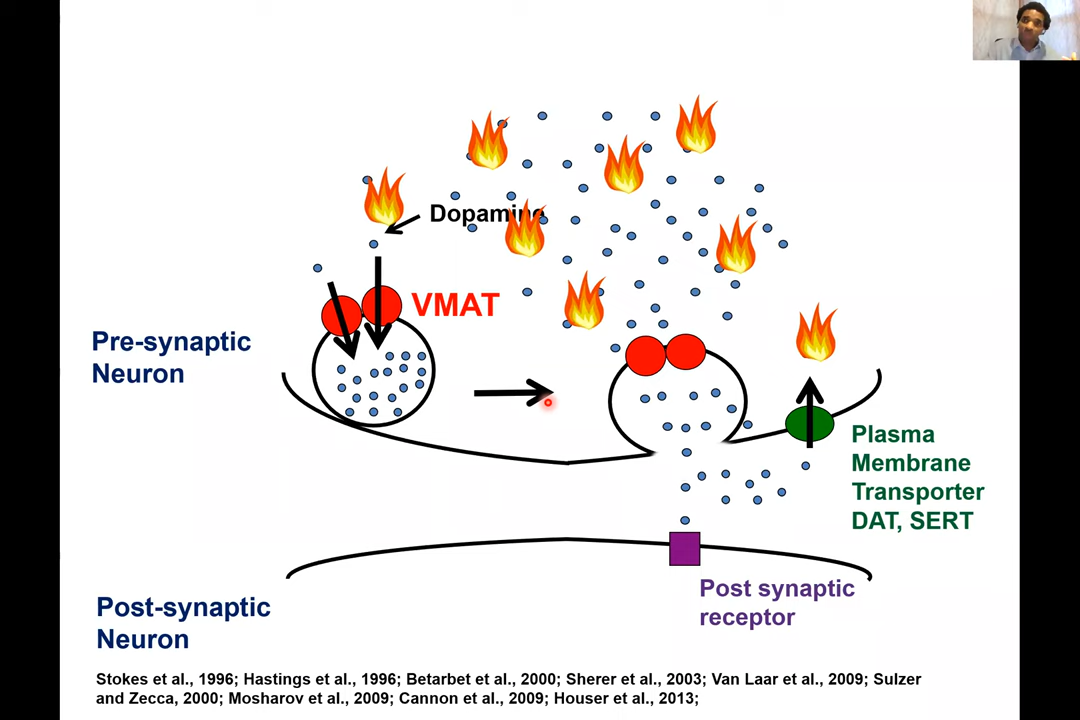 Dopamine
VMAT
Pre-synaptic
Neuron
Plasma
Membrane
Transporter
DAT, SERT
Post synaptic
receptor
Post-synaptic
Neuron
Stokes et al., 1996; Hastings et al., 1996; Betarbet et al., 2000; Sherer et al., 2003; Van Laar et al., 2009; Sulzer
and Zecca, 2000; Mosharov et al., 2009; Cannon et al., 2009; Houser et al., 2013;